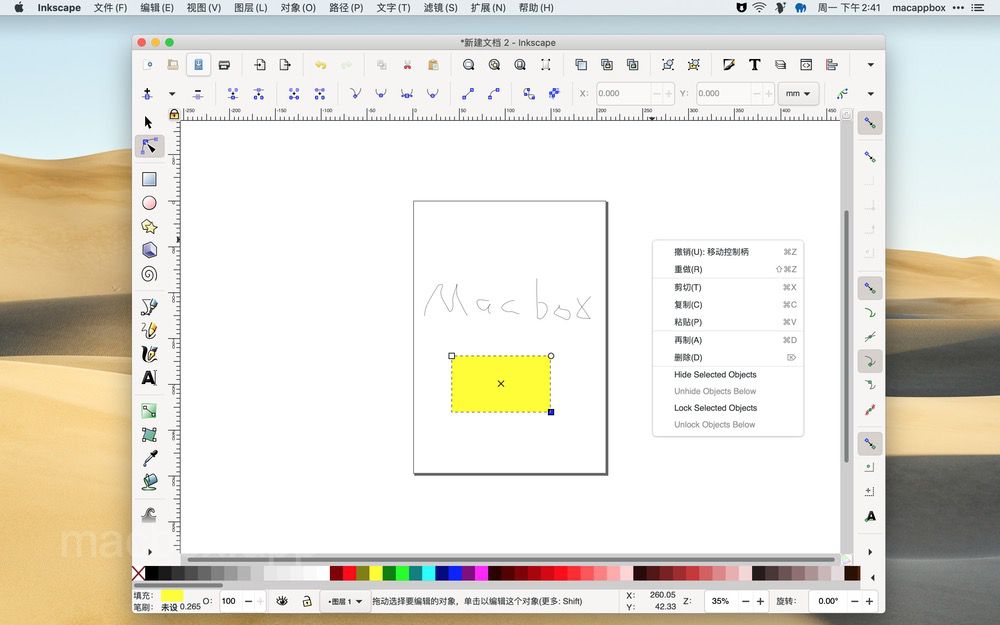 Inkscape 文件(F) 编辑(E) 视图(V) 图层(L) 对象(O) 路径(P) 文字(T) 滤镜(S) 扩展(N) 帮助(H) 周一 下午2:41 macappbox
*新建文档 2 - Inkscape
X: 0.000 Y: 0.000 mm
Macbox
撤销(U): 移动控制柄 ⌘Z
重做(R) ⇧⌘Z
剪切(T) ⌘X
复制(C) ⌘C
粘贴(P) ⌘V
再制(A) ⌘D
删除(D) ⌦
Hide Selected Objects
Unhide Objects Below
Lock Selected Objects
Unlock Objects Below
填充:
笔刷: 未设 0.265
O: 100
•图层 1
拖动选择要编辑的对象，单击以编辑这个对象(更多: Shift)
X: 260.05
Y: 42.33
Z: 35%
旋转: 0.00°